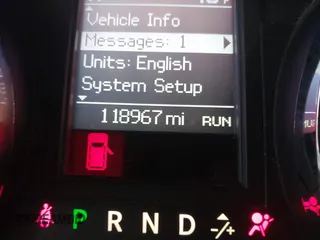 Vehicle Info
Messages: 1
Units: English
System Setup
118967 mi RUN
P R N D -/+